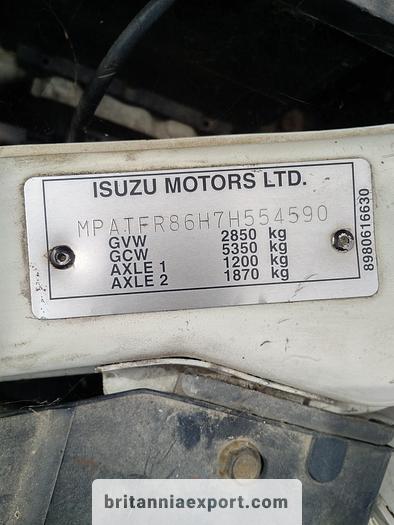 ISUZU MOTORS LTD.
MPATFR86H7H554590
GVW 2850 kg
GCW 5350 kg
AXLE 1 1200 kg
AXLE 2 1870 kg
8980616630
britanniaexport.com